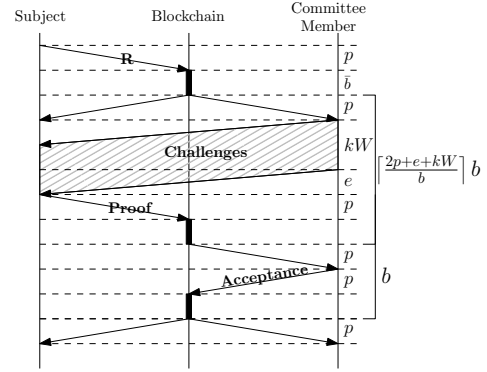 Subject Blockchain Committee Member
R
p
b̄
p
Challenges
kW
⌈(2p+e+kW)/b⌉ b
e
Proof
p
p
Acceptance
p
b
p